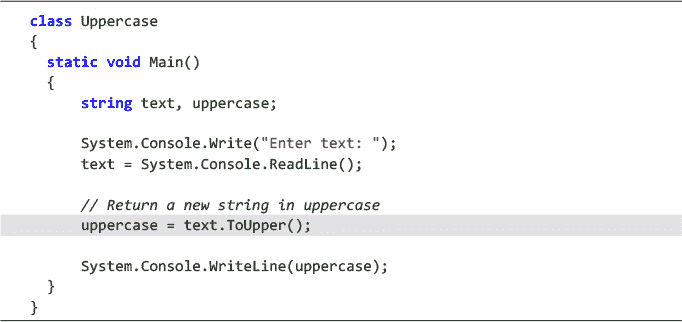 class Uppercase
{
  static void Main()
  {
      string text, uppercase;

      System.Console.Write("Enter text: ");
      text = System.Console.ReadLine();

      // Return a new string in uppercase
      uppercase = text.ToUpper();

      System.Console.WriteLine(uppercase);
  }
}